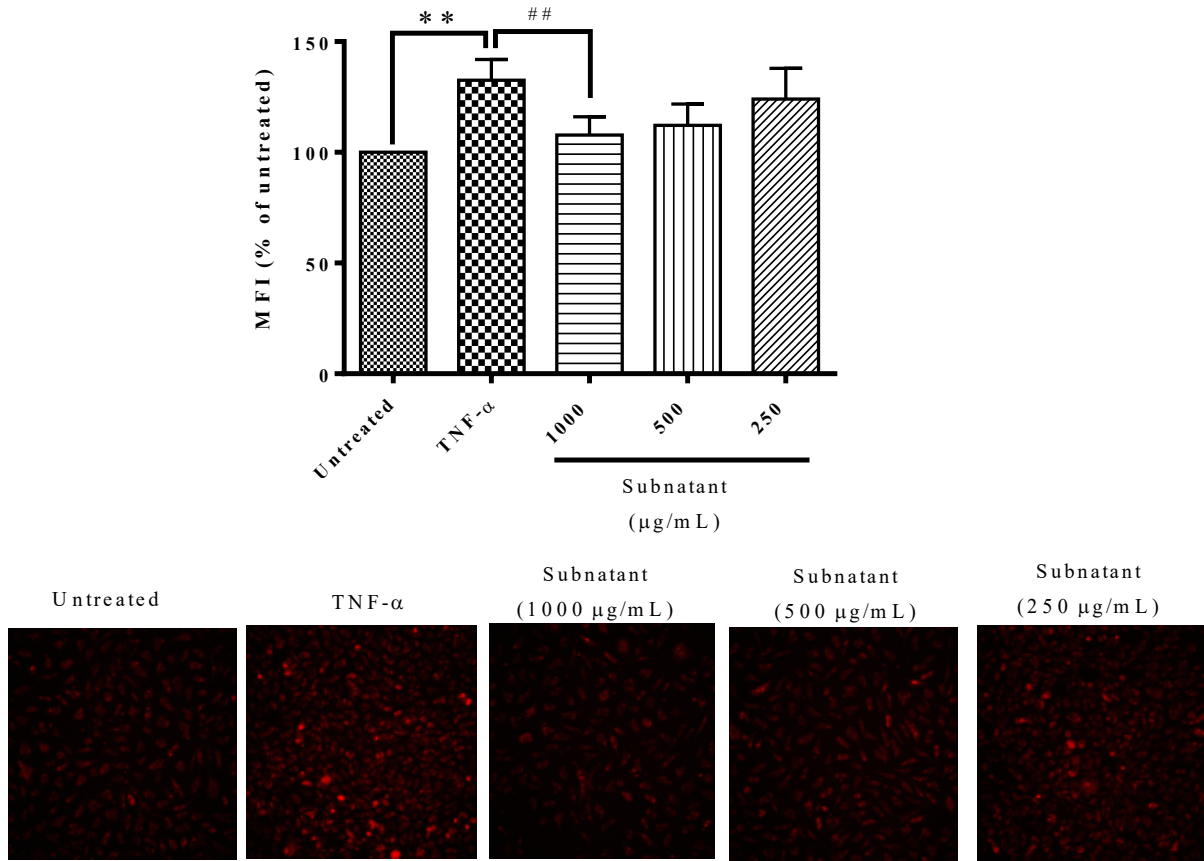 ** ##
150
100
50
0
MFI (% of untreated)
Untreated
TNF-α
1000
500
250
Subnatant
(µg/mL)
Untreated
TNF-α
Subnatant
(1000 µg/mL)
Subnatant
(500 µg/mL)
Subnatant
(250 µg/mL)